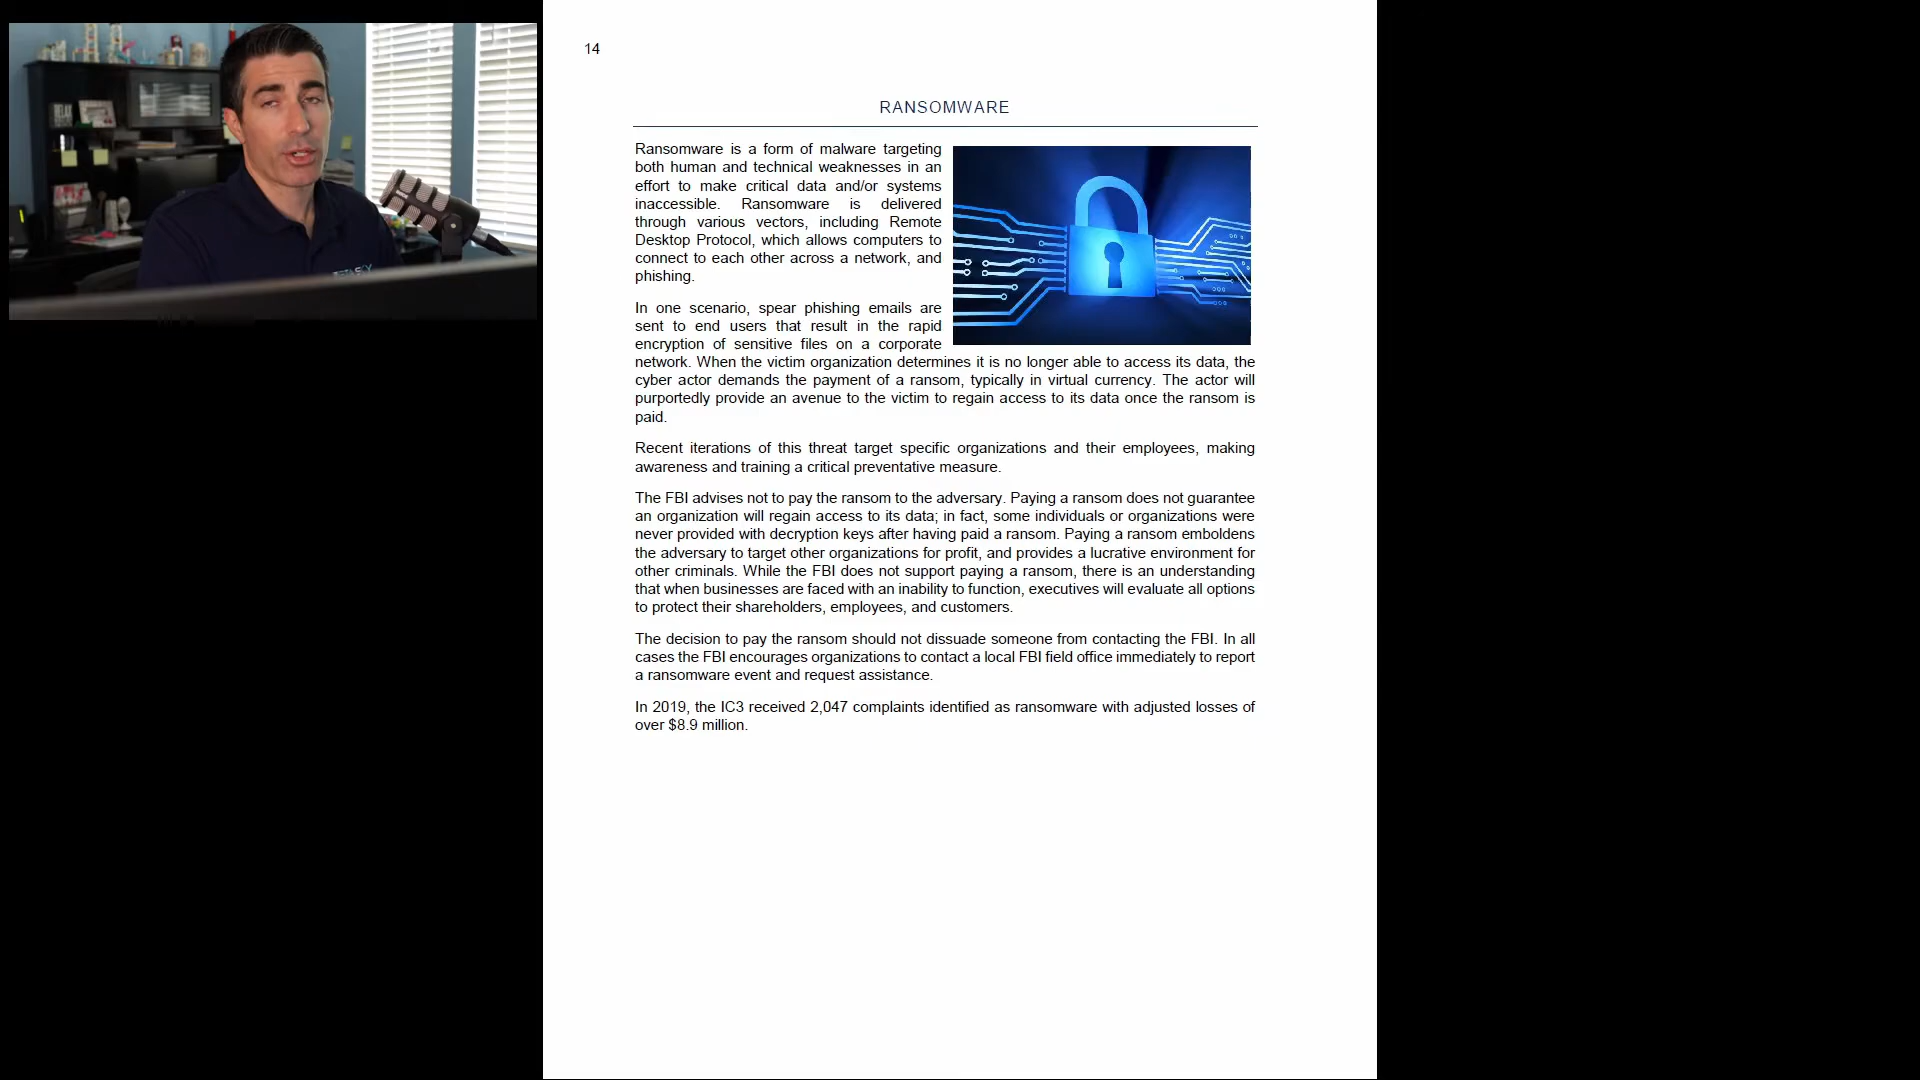 14
RANSOMWARE
Ransomware is a form of malware targeting
both human and technical weaknesses in an
effort to make critical data and/or systems
inaccessible. Ransomware is delivered
through various vectors, including Remote
Desktop Protocol, which allows computers to
connect to each other across a network, and
phishing.
In one scenario, spear phishing emails are
sent to end users that result in the rapid
encryption of sensitive files on a corporate
network. When the victim organization determines it is no longer able to access its data, the
cyber actor demands the payment of a ransom, typically in virtual currency. The actor will
purportedly provide an avenue to the victim to regain access to its data once the ransom is
paid.
Recent iterations of this threat target specific organizations and their employees, making
awareness and training a critical preventative measure.
The FBI advises not to pay the ransom to the adversary. Paying a ransom does not guarantee
an organization will regain access to its data; in fact, some individuals or organizations were
never provided with decryption keys after having paid a ransom. Paying a ransom emboldens
the adversary to target other organizations for profit, and provides a lucrative environment for
other criminals. While the FBI does not support paying a ransom, there is an understanding
that when businesses are faced with an inability to function, executives will evaluate all options
to protect their shareholders, employees, and customers.
The decision to pay the ransom should not dissuade someone from contacting the FBI. In all
cases the FBI encourages organizations to contact a local FBI field office immediately to report
a ransomware event and request assistance.
In 2019, the IC3 received 2,047 complaints identified as ransomware with adjusted losses of
over $8.9 million.